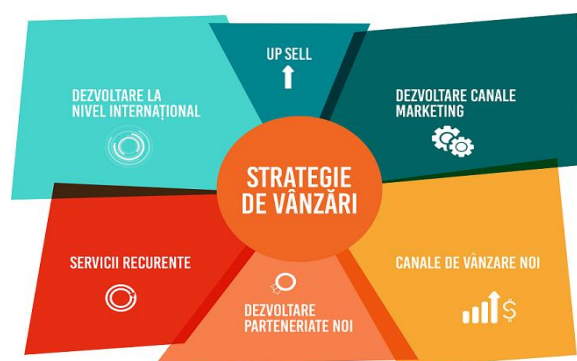 UP SELL
DEZVOLTARE LA
NIVEL INTERNAȚIONAL
DEZVOLTARE CANALE
MARKETING
STRATEGIE
DE VÂNZĂRI
SERVICII RECURENTE
CANALE DE VÂNZARE NOI
DEZVOLTARE
PARTENERIATE NOI
$